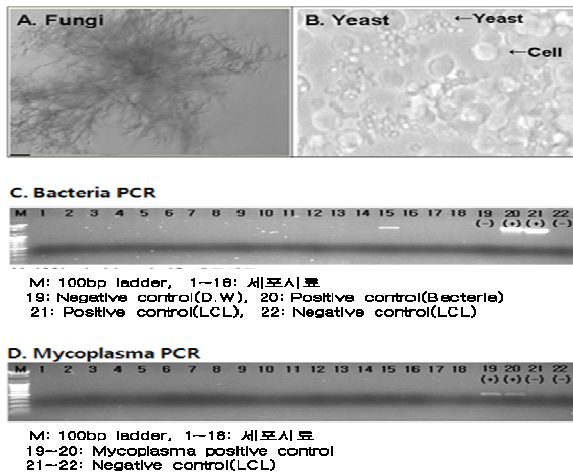 A. Fungi
B. Yeast
←Yeast
←Cell
C. Bacteria PCR
M 1 2 3 4 5 6 7 8 9 10 11 12 13 14 15 16 17 18 19 20 21 22
(-) (+) (+) (-)
M: 100bp ladder, 1~18: 세포시료
19: Negative control(D.W), 20: Positive control(Bacteria)
21: Positive control(LCL), 22: Negative control(LCL)
D. Mycoplasma PCR
M 1 2 3 4 5 6 7 8 9 10 11 12 13 14 15 16 17 18 19 20 21 22
(+) (+) (-) (-)
M: 100bp ladder, 1~18: 세포시료
19~20: Mycoplasma positive control
21~22: Negative control(LCL)